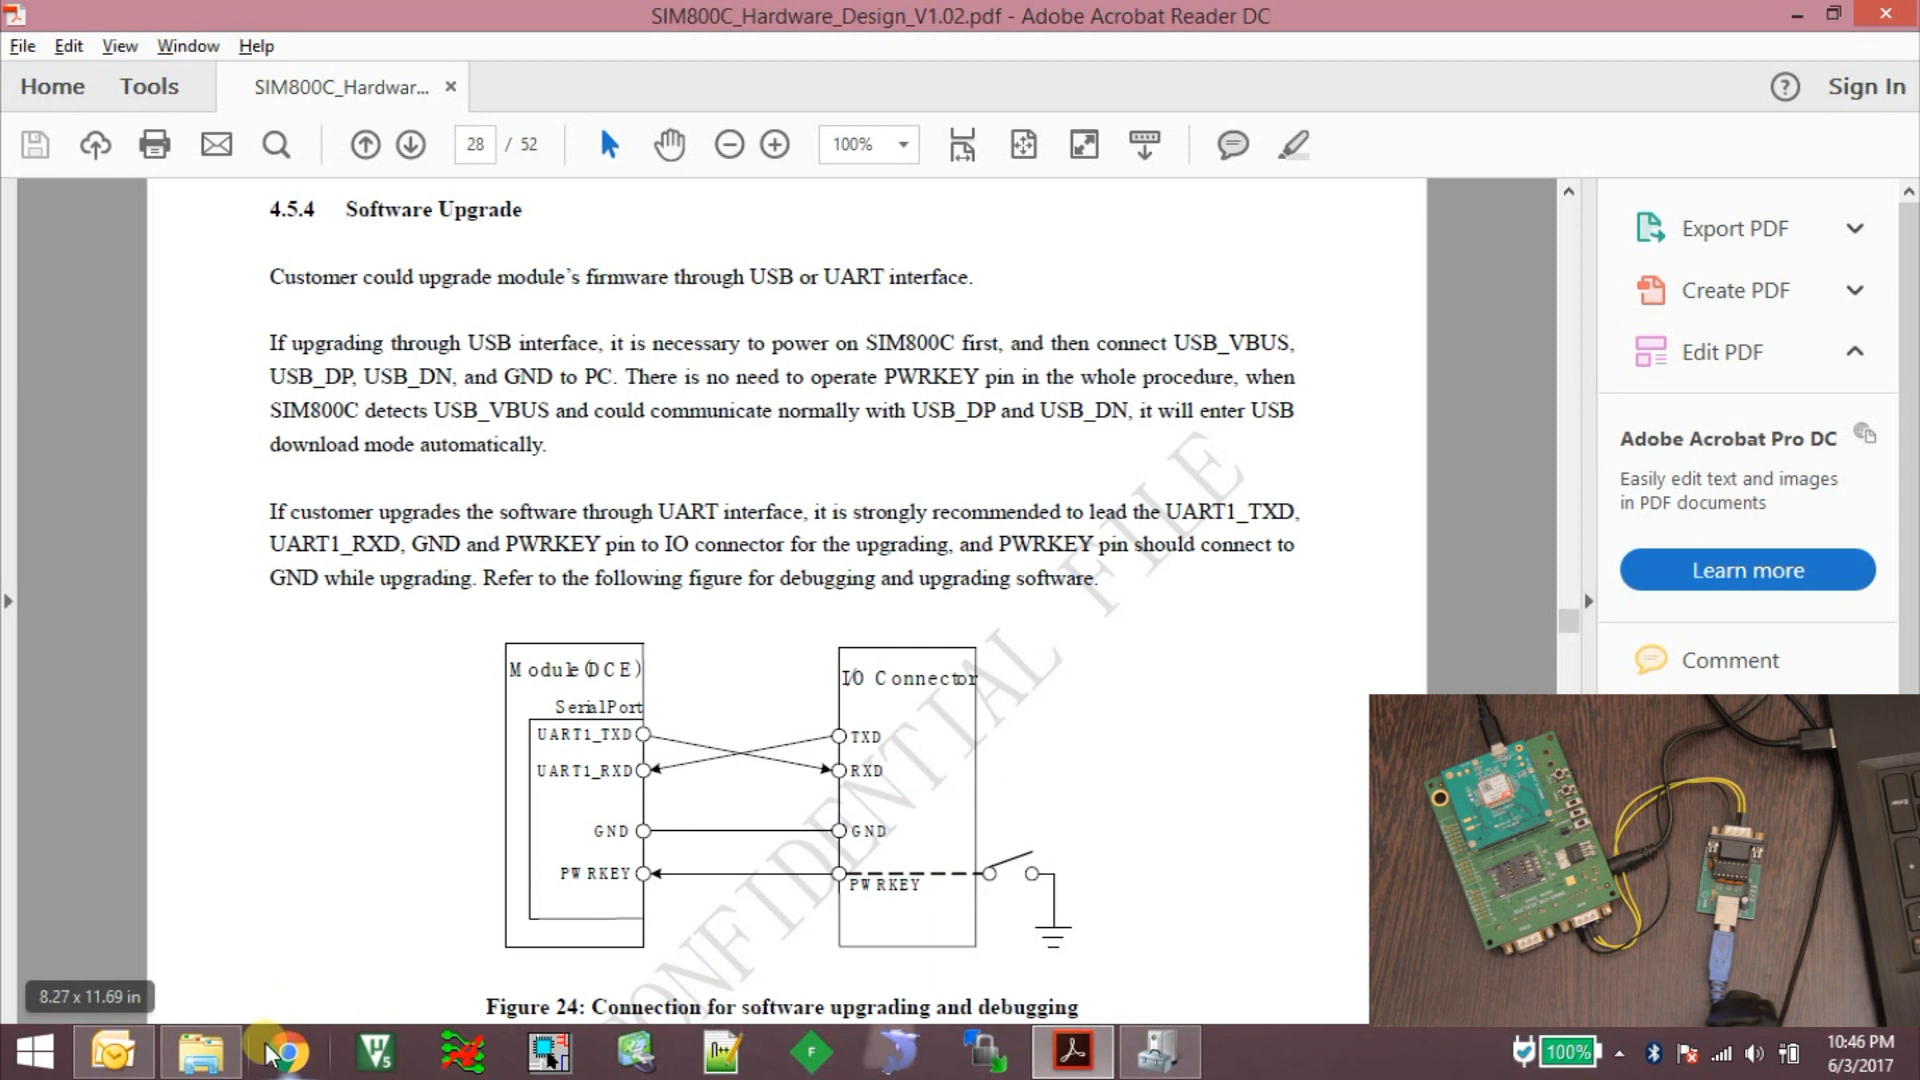 SIM800C_Hardware_Design_V1.02.pdf - Adobe Acrobat Reader DC
File Edit View Window Help
Home Tools SIM800C_Hardwar... × ? Sign In
28 / 52 100%
4.5.4 Software Upgrade
Customer could upgrade module's firmware through USB or UART interface.
If upgrading through USB interface, it is necessary to power on SIM800C first, and then connect USB_VBUS,
USB_DP, USB_DN, and GND to PC. There is no need to operate PWRKEY pin in the whole procedure, when
SIM800C detects USB_VBUS and could communicate normally with USB_DP and USB_DN, it will enter USB
download mode automatically.
If customer upgrades the software through UART interface, it is strongly recommended to lead the UART1_TXD,
UART1_RXD, GND and PWRKEY pin to IO connector for the upgrading, and PWRKEY pin should connect to
GND while upgrading. Refer to the following figure for debugging and upgrading software.
Module(DCE)
Serial Port
UART1_TXD
UART1_RXD
GND
PWRKEY
I/O Connector
TXD
RXD
GND
PWRKEY
CONFIDENTIAL FILE
Figure 24: Connection for software upgrading and debugging
8.27 x 11.69 in
Export PDF
Create PDF
Edit PDF
Adobe Acrobat Pro DC
Easily edit text and images
in PDF documents
Learn more
Comment
100%
10:46 PM
6/3/2017